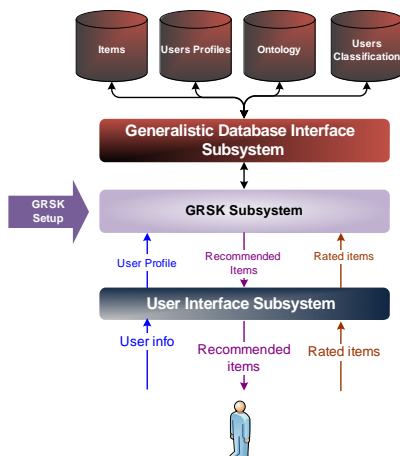 Items
Users Profiles
Ontology
Users
Classification
Generalistic Database Interface
Subsystem
GRSK
Setup
GRSK Subsystem
User Profile
Recommended
Items
Rated items
User Interface Subsystem
User info
Recommended
items
Rated items